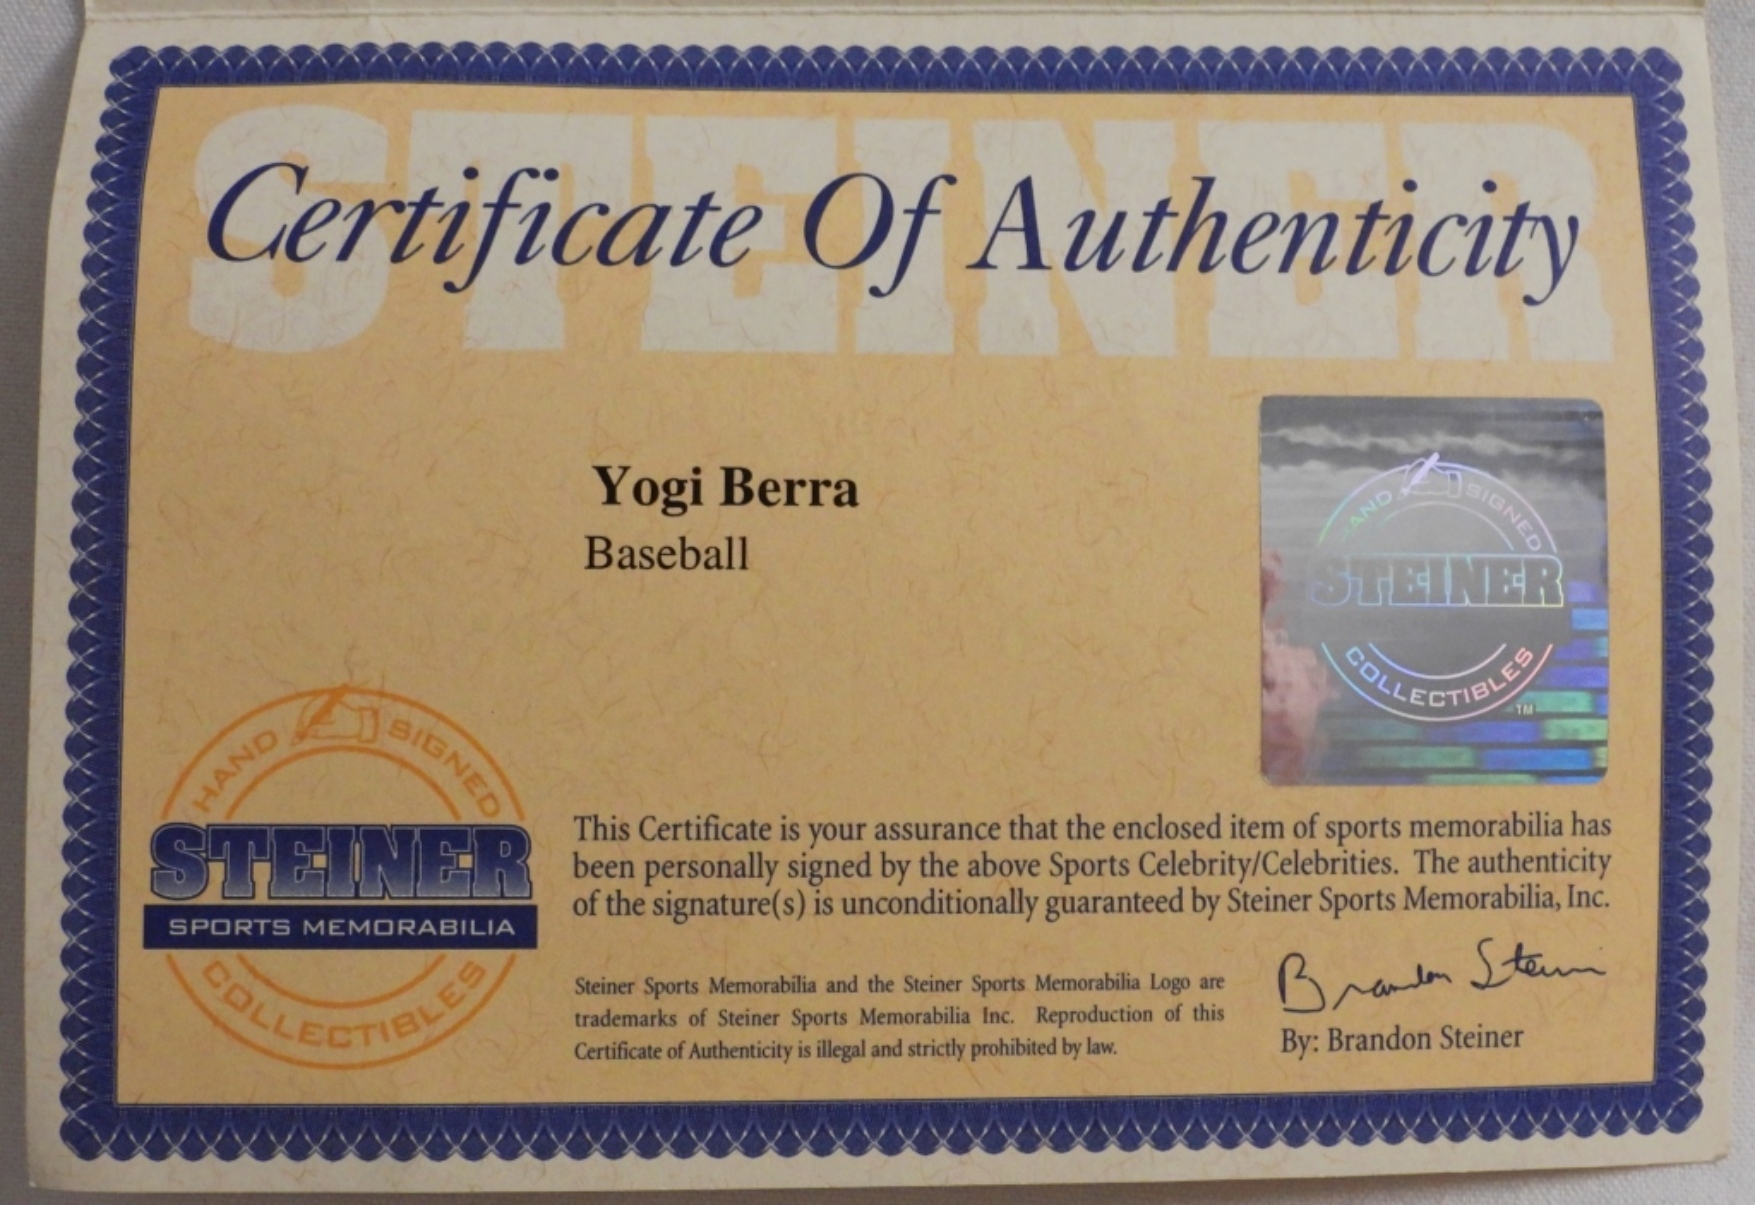 STEINER
Certificate Of Authenticity
Yogi Berra
Baseball
HAND SIGNED
STEINER
COLLECTIBLES
TM
HAND SIGNED
STEINER
SPORTS MEMORABILIA
COLLECTIBLES
This Certificate is your assurance that the enclosed item of sports memorabilia has
been personally signed by the above Sports Celebrity/Celebrities. The authenticity
of the signature(s) is unconditionally guaranteed by Steiner Sports Memorabilia, Inc.
Steiner Sports Memorabilia and the Steiner Sports Memorabilia Logo are
trademarks of Steiner Sports Memorabilia Inc. Reproduction of this
Certificate of Authenticity is illegal and strictly prohibited by law.
Brandon Steiner
By: Brandon Steiner